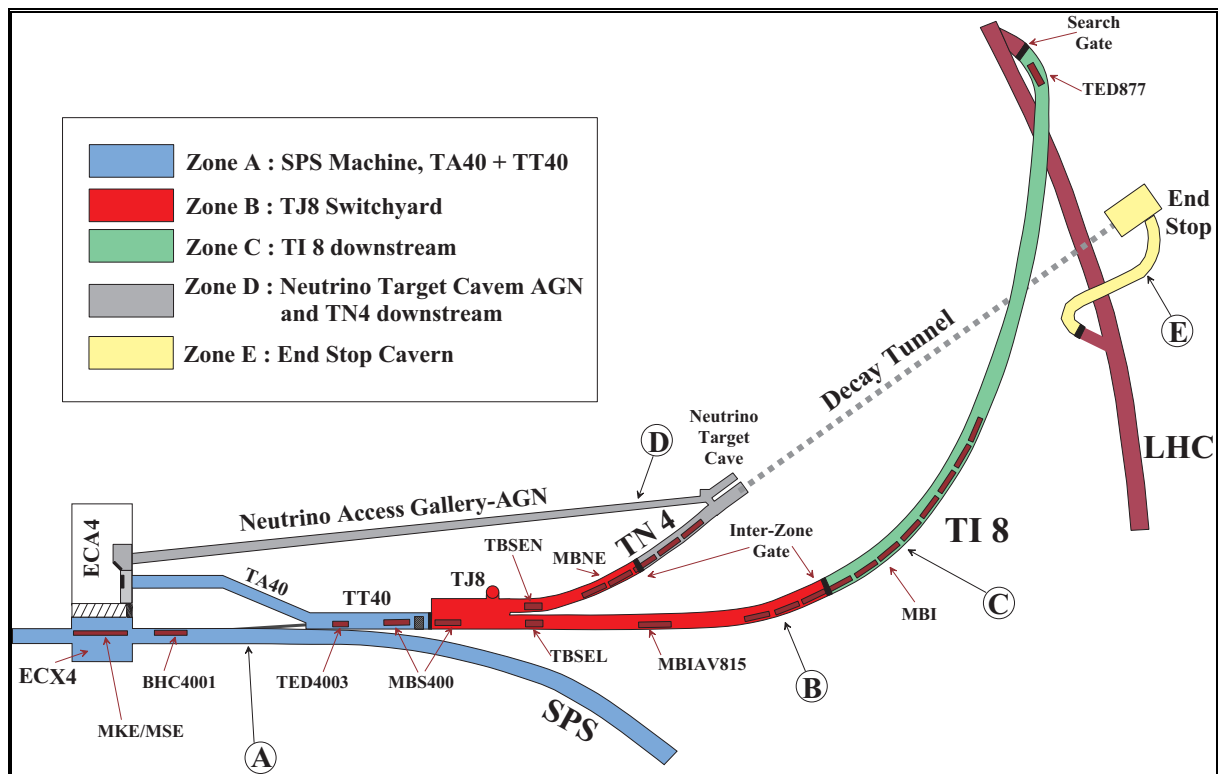 Search
Gate
TED877
Zone A : SPS Machine, TA40 + TT40
Zone B : TJ8 Switchyard
Zone C : TI 8 downstream
Zone D : Neutrino Target Cavem AGN
and TN4 downstream
Zone E : End Stop Cavern
End
Stop
E
Decay Tunnel
Neutrino
Target
Cave
D
LHC
Neutrino Access Gallery-AGN
ECA4
TN 4
Inter-Zone
Gate
TI 8
TBSEN
MBNE
TJ8
TA40
TT40
C
MBI
ECX4
BHC4001
TED4003
MBS400
TBSEL
MBIAV815
B
MKE/MSE
A
SPS